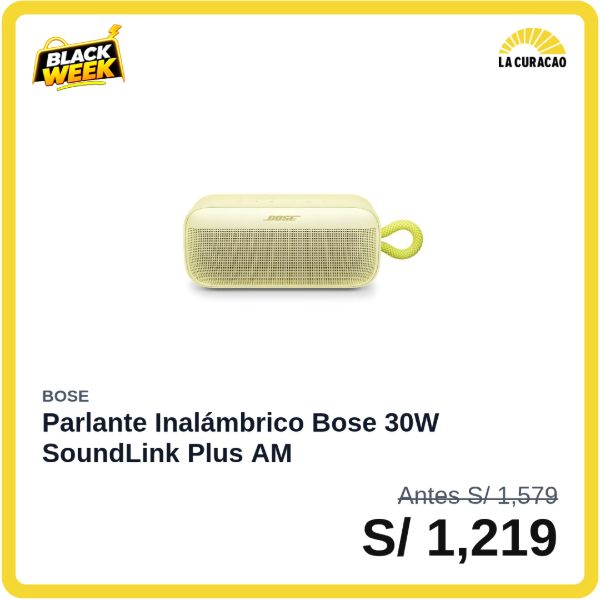 BLACK
WEEK
LA CURACAO
BOSE
BOSE
Parlante Inalámbrico Bose 30W
SoundLink Plus AM
Antes S/ 1,579
S/ 1,219